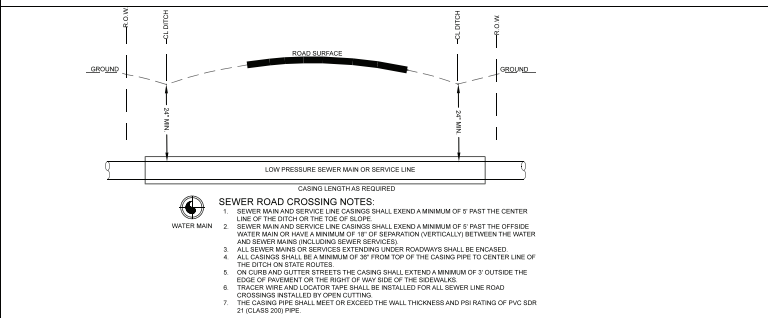 R.O.W.
CL DITCH
CL DITCH
R.O.W.
ROAD SURFACE
GROUND
GROUND
24" MIN.
24" MIN.
LOW PRESSURE SEWER MAIN OR SERVICE LINE
CASING LENGTH AS REQUIRED
WATER MAIN
SEWER ROAD CROSSING NOTES:
1. SEWER MAIN AND SERVICE LINE CASINGS SHALL EXEND A MINIMUM OF 5' PAST THE CENTER
LINE OF THE DITCH OR THE TOE OF SLOPE.
2. SEWER MAIN AND SERVICE LINE CASINGS SHALL EXEND A MINIMUM OF 5' PAST THE OFFSIDE
WATER MAIN OR HAVE A MINIMUM OF 18" OF SEPARATION (VERTICALLY) BETWEEN THE WATER
AND SEWER MAINS (INCLUDING SEWER SERVICES).
3. ALL SEWER MAINS OR SERVICES EXTENDING UNDER ROADWAYS SHALL BE ENCASED.
4. ALL CASINGS SHALL BE A MINIMUM OF 36" FROM TOP OF THE CASING PIPE TO CENTER LINE OF
THE DITCH ON STATE ROUTES.
5. ON CURB AND GUTTER STREETS THE CASING SHALL EXTEND A MINIMUM OF 3' OUTSIDE THE
EDGE OF PAVEMENT OR THE RIGHT OF WAY SIDE OF THE SIDEWALKS.
6. TRACER WIRE AND LOCATOR TAPE SHALL BE INSTALLED FOR ALL SEWER LINE ROAD
CROSSINGS INSTALLED BY OPEN CUTTING.
7. THE CASING PIPE SHALL MEET OR EXCEED THE WALL THICKNESS AND PSI RATING OF PVC SDR
21 (CLASS 200) PIPE.